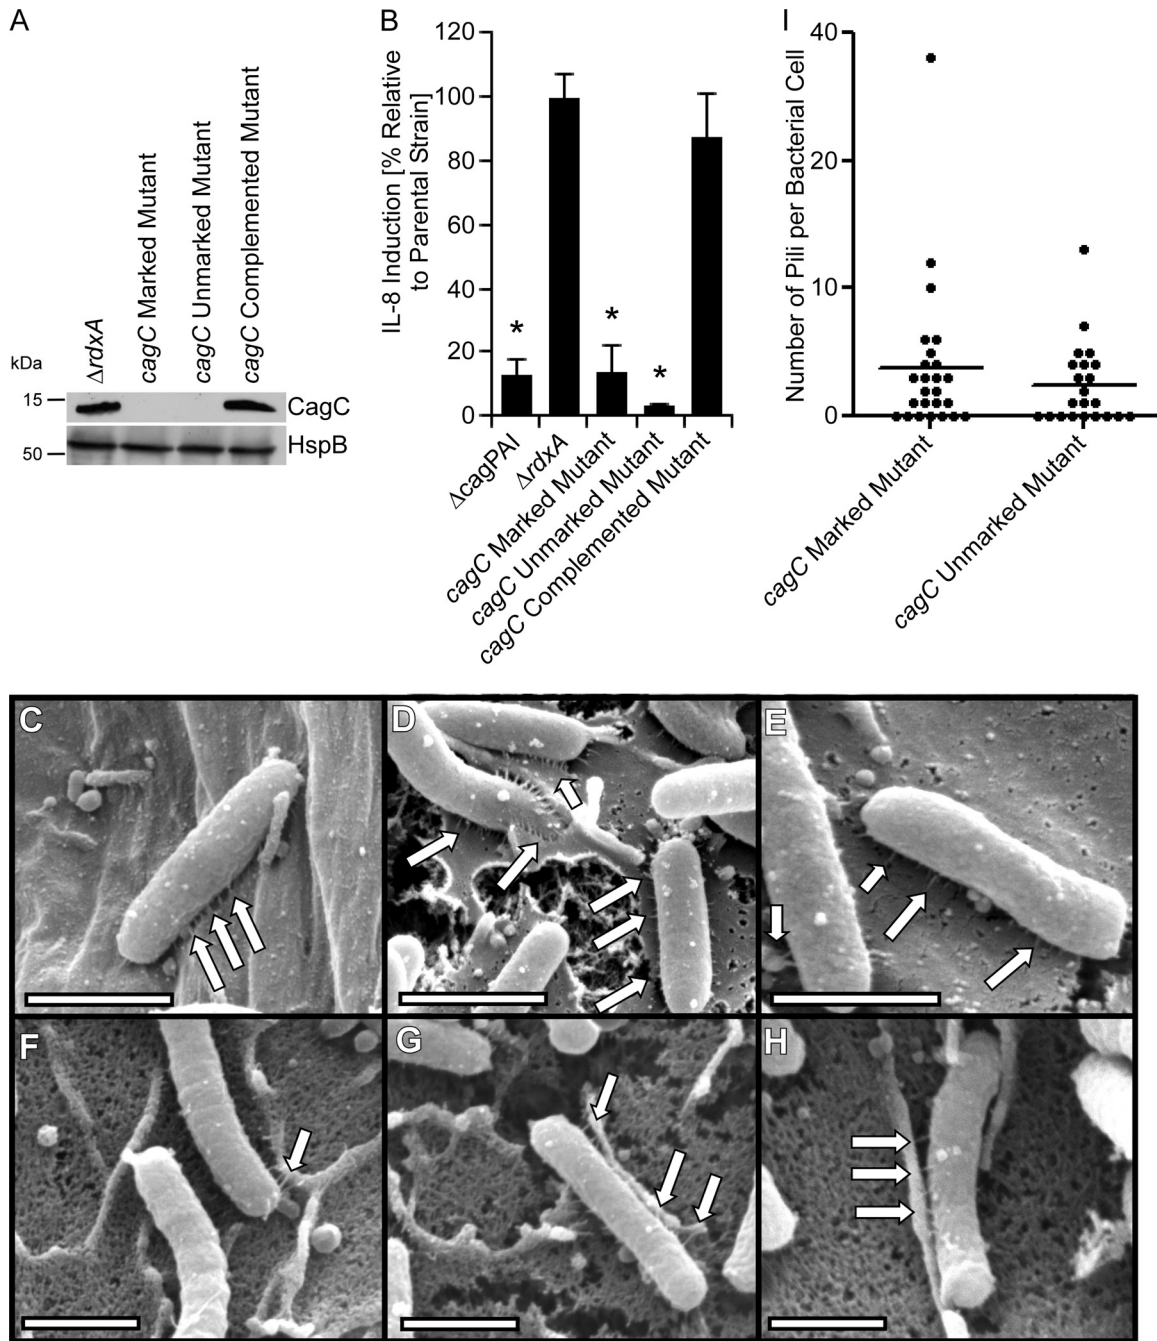 A
ΔrdxA
cagC Marked Mutant
cagC Unmarked Mutant
cagC Complemented Mutant
kDa
15
CagC
50
HspB
B
IL-8 Induction [% Relative
to Parental Strain]
120
100
80
60
40
20
0
*
*
*
ΔcagPAI
ΔrdxA
cagC Marked Mutant
cagC Unmarked Mutant
cagC Complemented Mutant
I
Number of Pili per Bacterial Cell
40
20
10
0
cagC Marked Mutant
cagC Unmarked Mutant
C
D
E
F
G
H